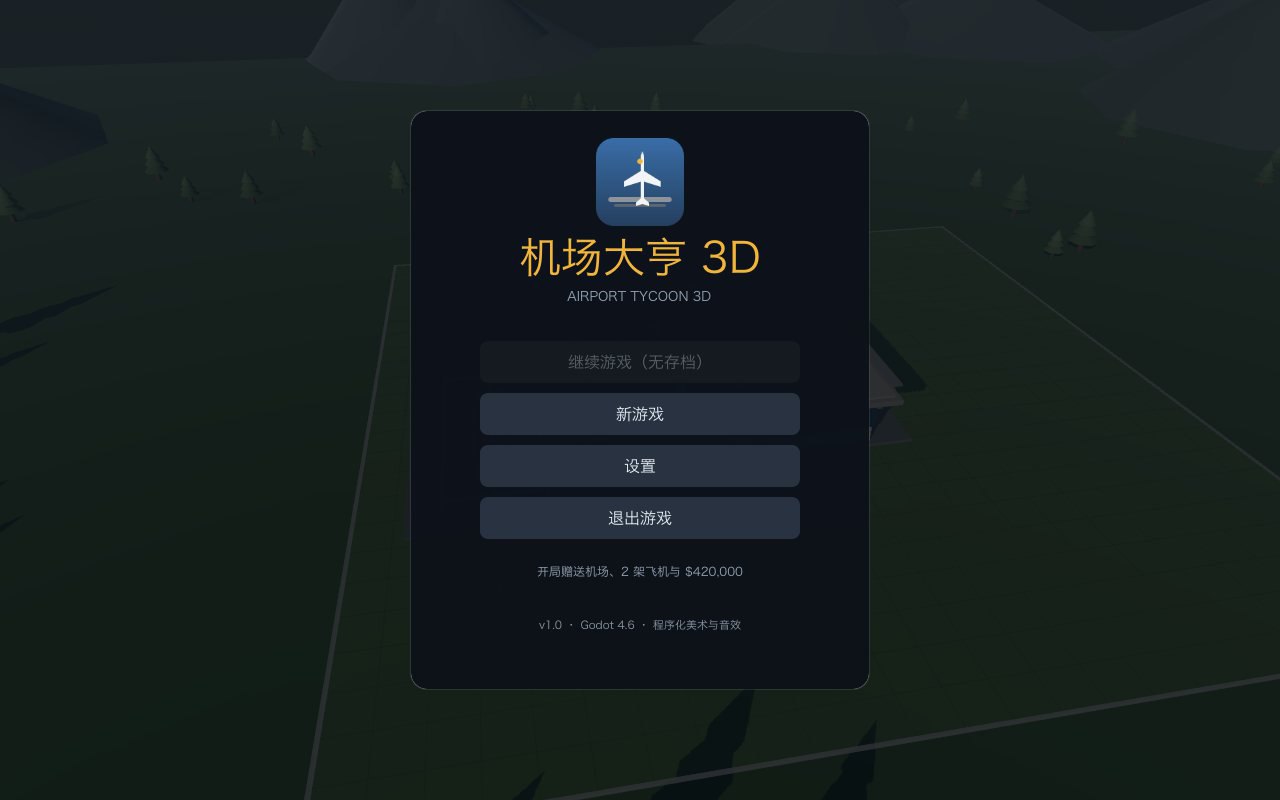 机场大亨 3D
AIRPORT TYCOON 3D
继续游戏（无存档）
新游戏
设置
退出游戏
开局赠送机场、2 架飞机与 $420,000
v1.0 · Godot 4.6 · 程序化美术与音效